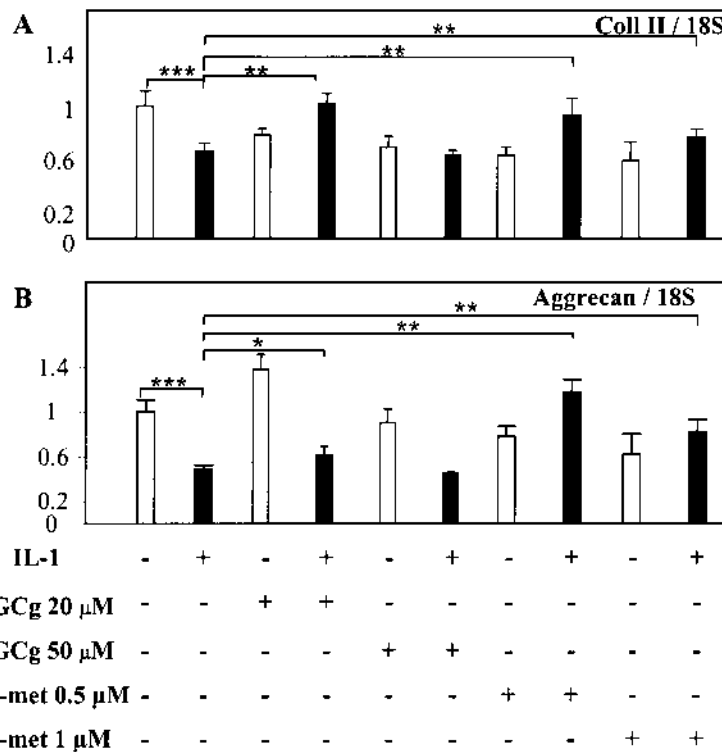 A
Coll II / 18S
**
**
*** **
1.4
1
0.6
0.2
0
B
Aggrecan / 18S
**
**
*
***
1.4
1
0.6
0.2
0
IL-1 - + - + - + - + - +
GCg 20 µM - - + + - - - - - -
GCg 50 µM - - - - + + - - - -
-met 0.5 µM - - - - - - + + - -
-met 1 µM - - - - - - - - + +